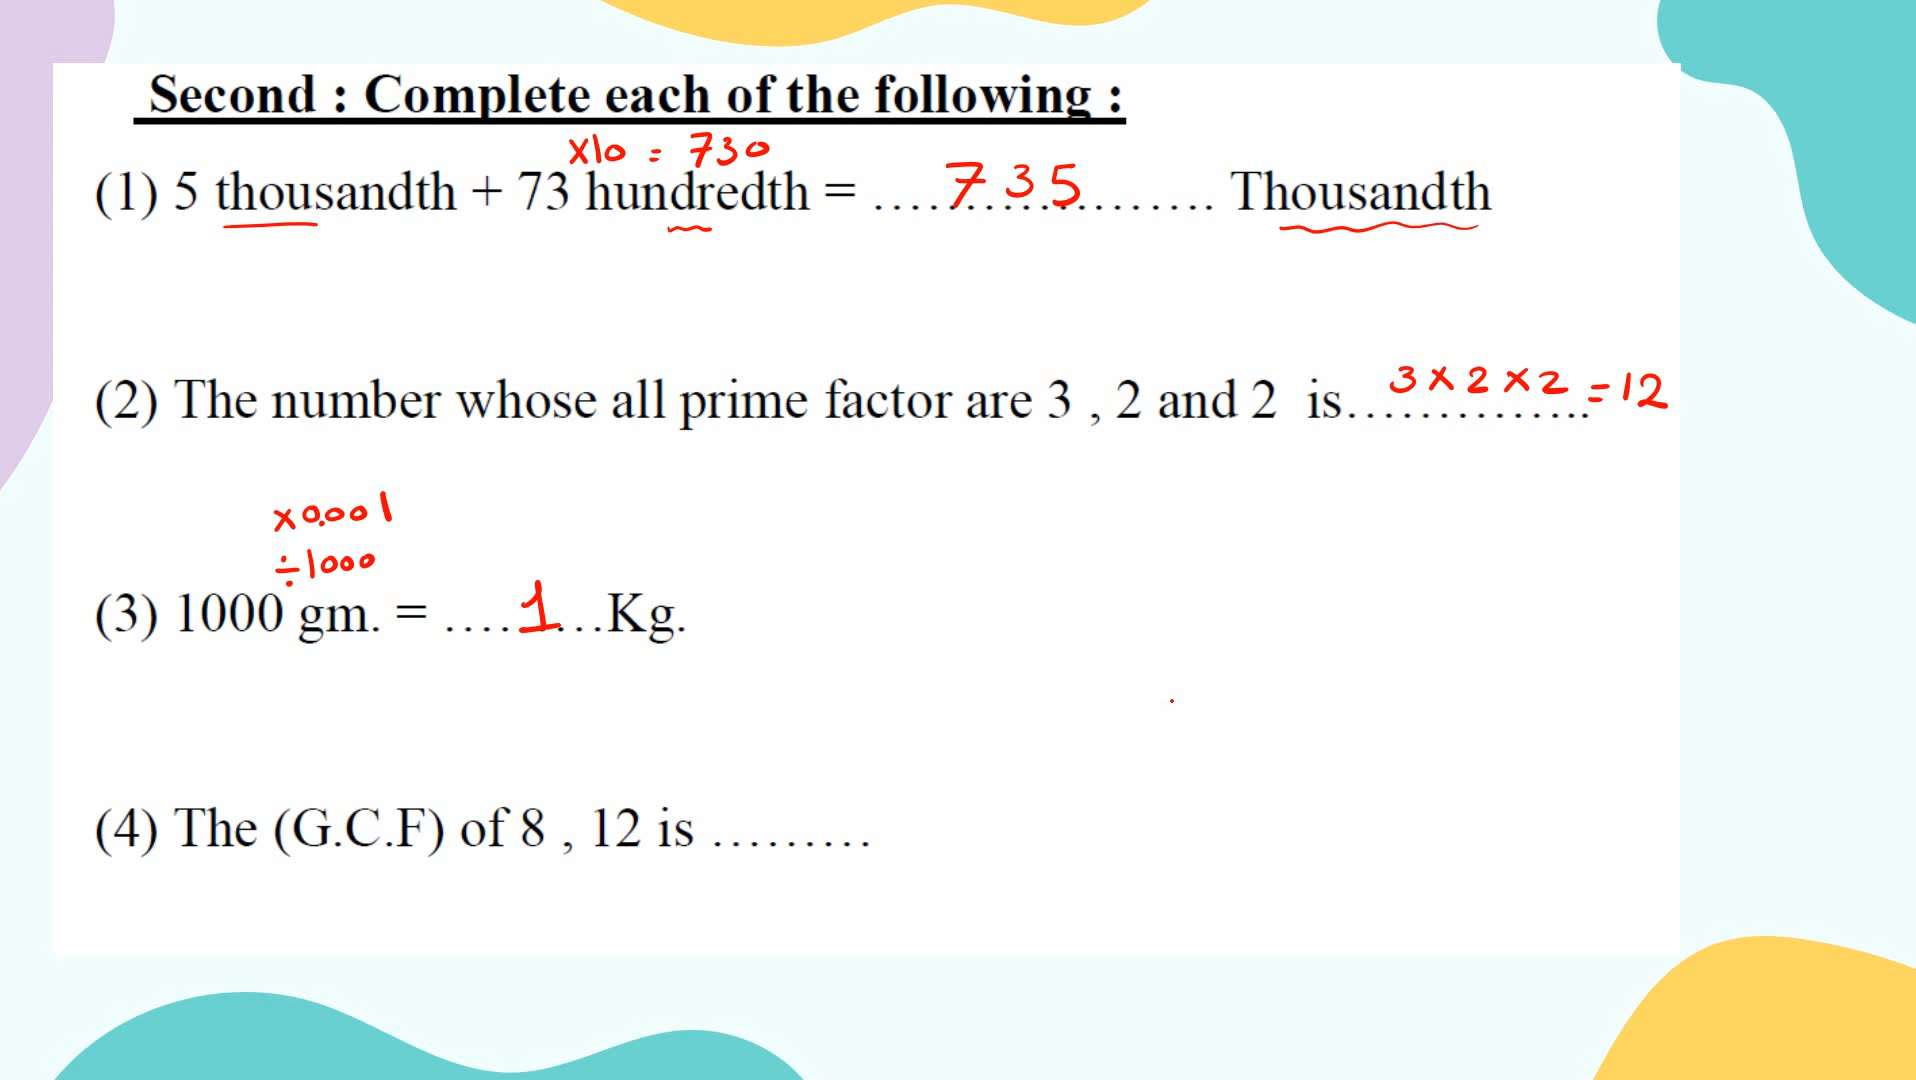 Second : Complete each of the following :
×10 = 730
(1) 5 thousandth + 73 hundredth = ....735.... Thousandth
(2) The number whose all prime factor are 3 , 2 and 2 is.............. 3 × 2 × 2 = 12
×0.001
÷1000
(3) 1000 gm. = ....1....Kg.
(4) The (G.C.F) of 8 , 12 is .........